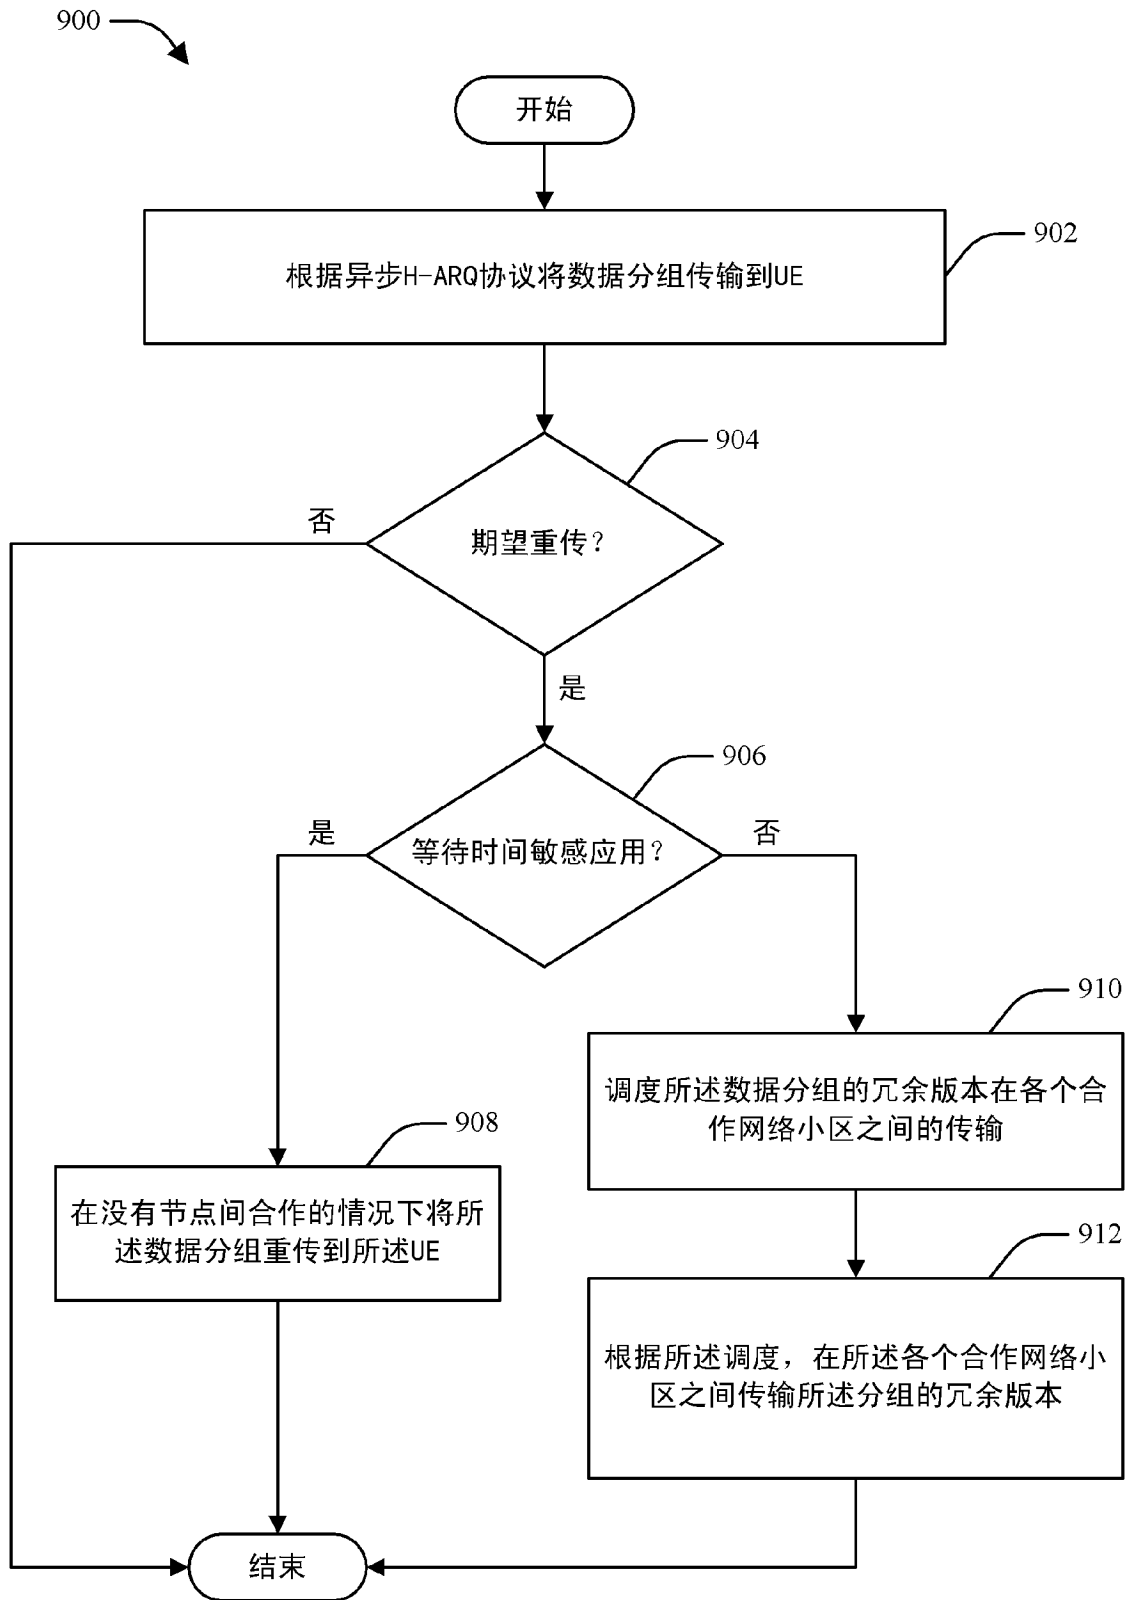 900
开始
902
根据异步H-ARQ协议将数据分组传输到UE
904
否
期望重传?
是
906
是
否
等待时间敏感应用?
910
调度所述数据分组的冗余版本在各个合
作网络小区之间的传输
908
在没有节点间合作的情况下将所
述数据分组重传到所述UE
912
根据所述调度，在所述各个合作网络小
区之间传输所述分组的冗余版本
结束